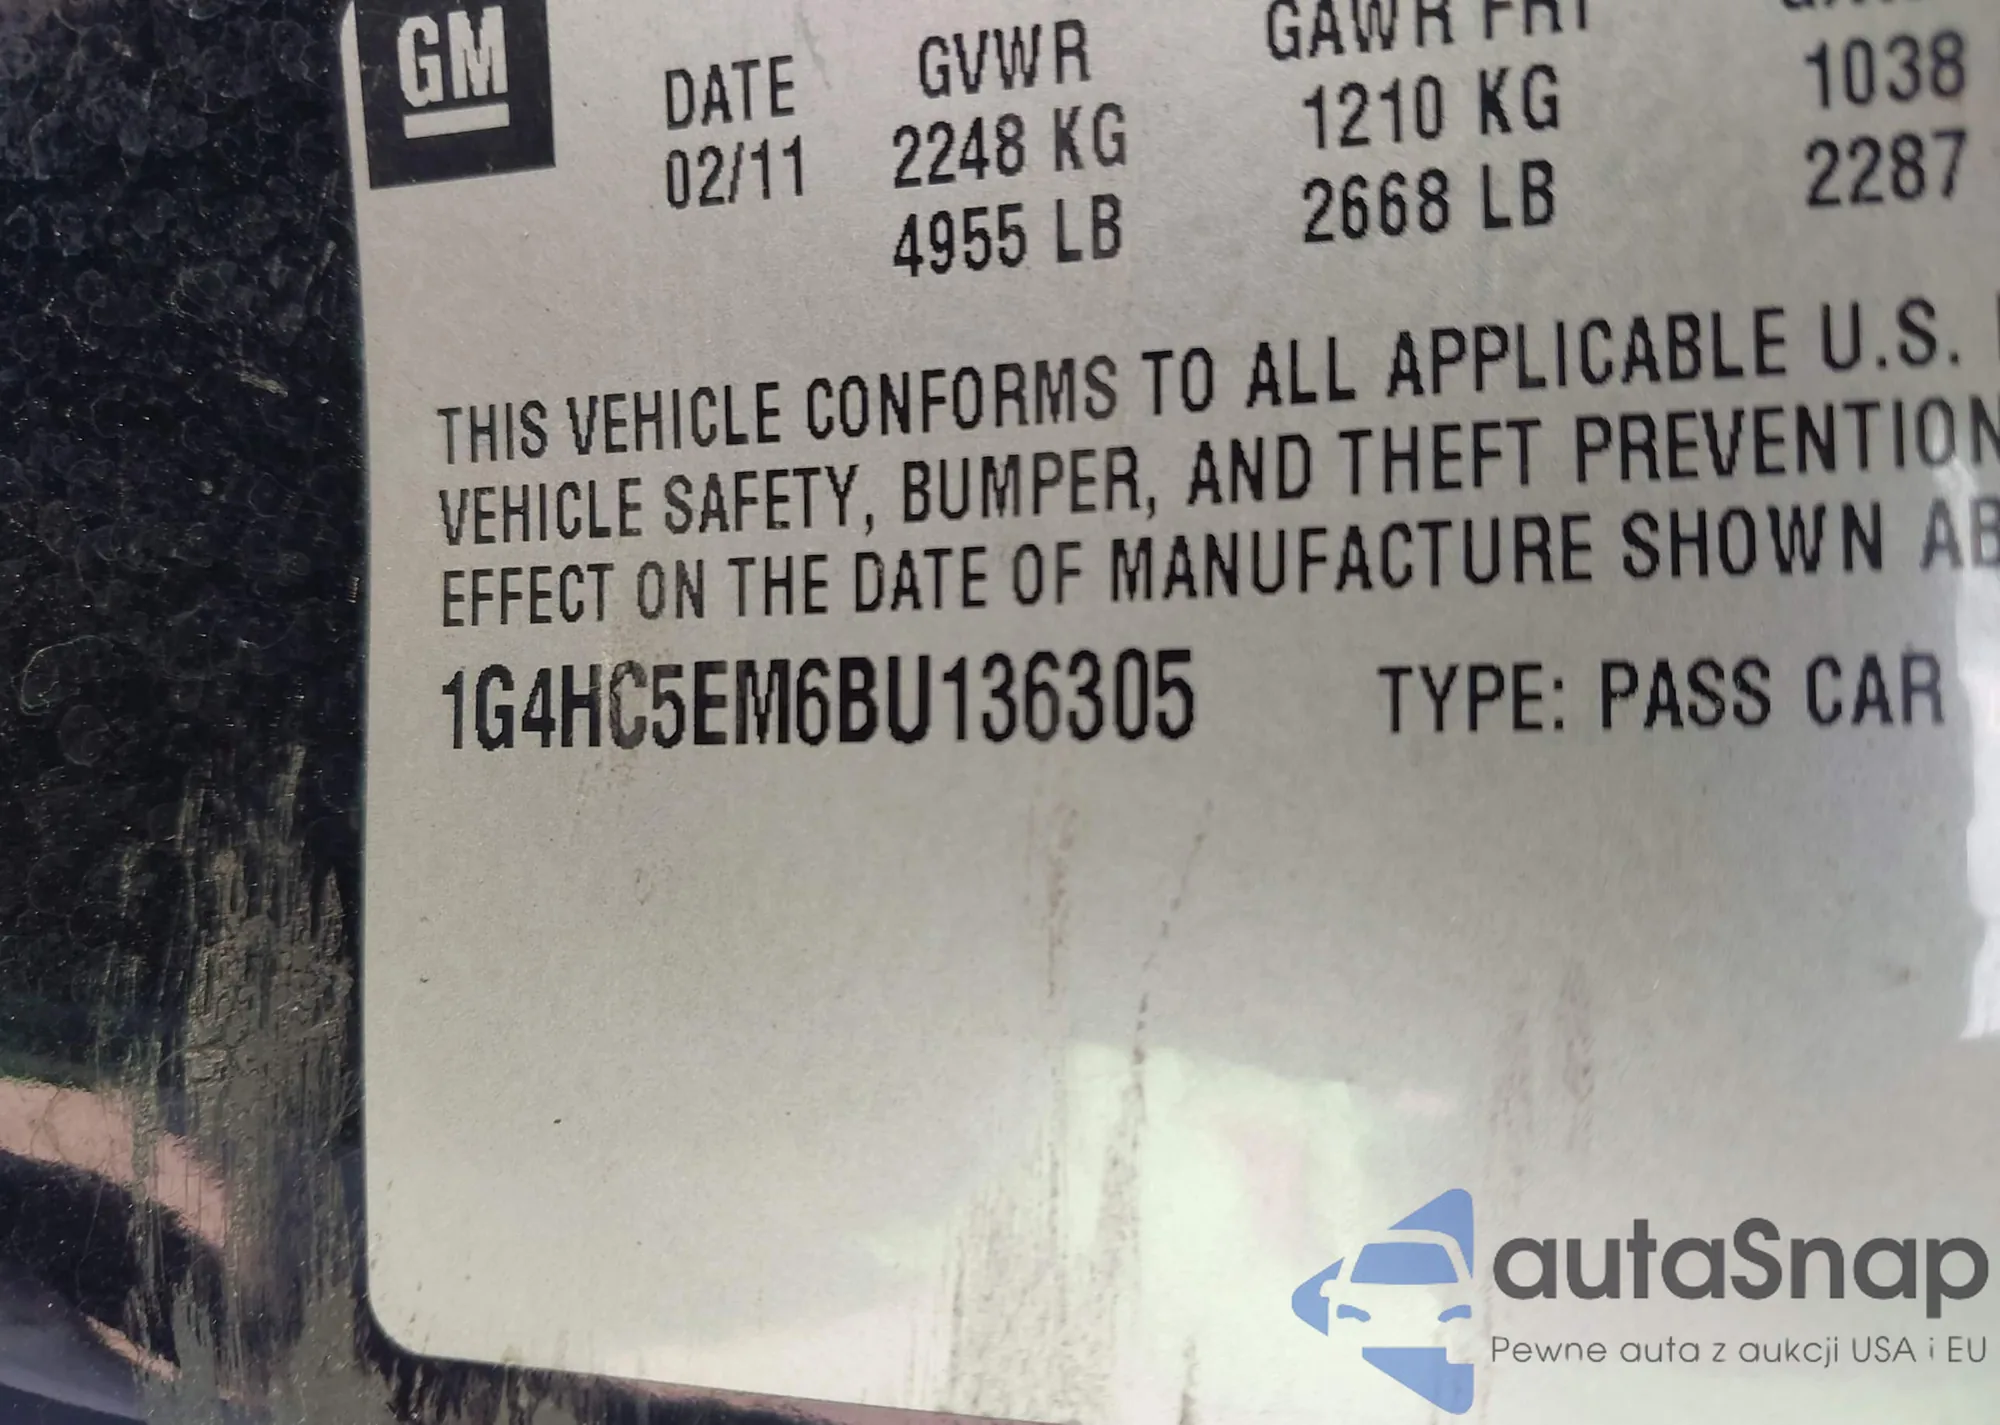 GM
DATE GVWR GAWR FRT
02/11 2248 KG 1210 KG 1038
4955 LB 2668 LB 2287
THIS VEHICLE CONFORMS TO ALL APPLICABLE U.S.
VEHICLE SAFETY, BUMPER, AND THEFT PREVENTION
EFFECT ON THE DATE OF MANUFACTURE SHOWN AB
1G4HC5EM6BU136305 TYPE: PASS CAR
autaSnap
Pewne auta z aukcji USA i EU